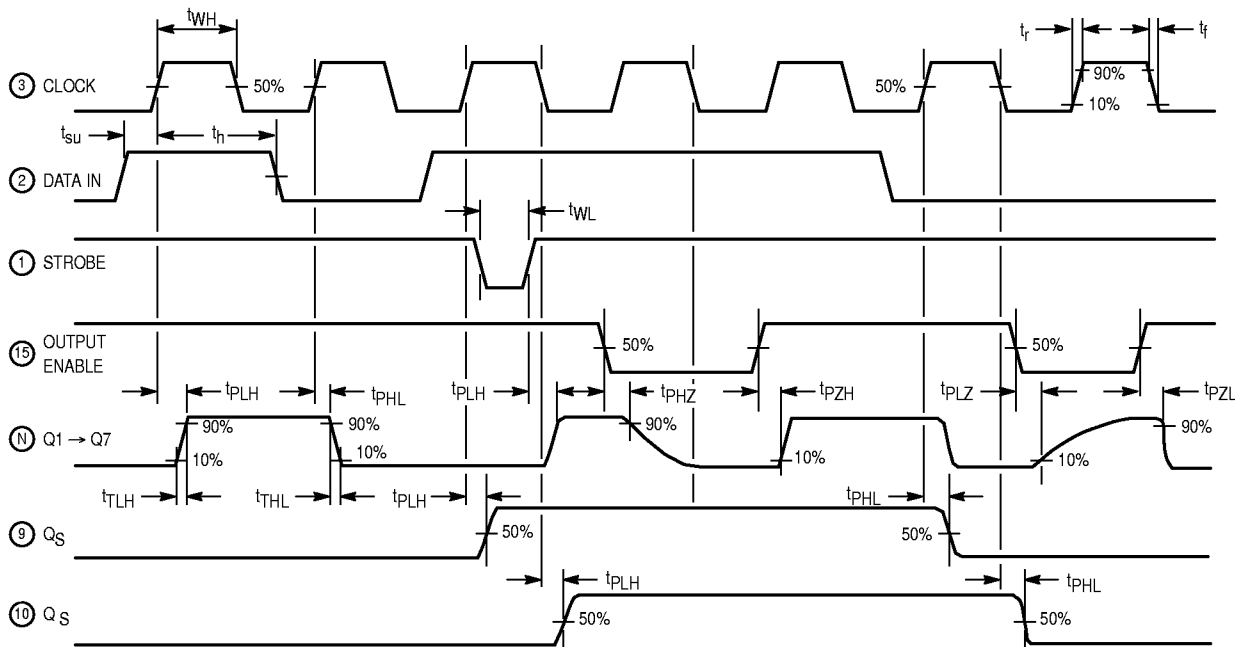 tWH
tr
tf
3 CLOCK
50%
50%
90%
10%
tsu
th
2 DATA IN
tWL
1 STROBE
15 OUTPUT
ENABLE
50%
50%
tPLH
tPHL
tPLH
tPHZ
tPZH
tPLZ
tPZL
N Q1 → Q7
90%
10%
90%
10%
90%
10%
10%
90%
tTLH
tTHL
tPLH
tPHL
9 QS
50%
50%
tPLH
tPHL
10 QS
50%
50%